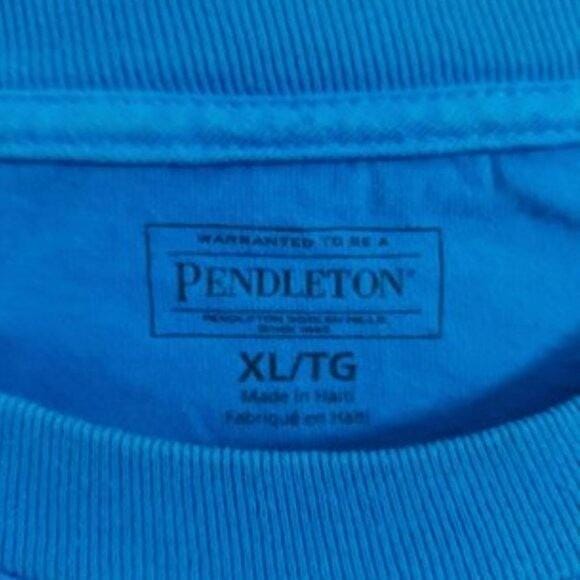 WARRANTED TO BE A
PENDLETON®
PENDLETON WOOLEN MILLS
SINCE 1863
XL/TG
Made in Haiti
Fabriqué en Haïti